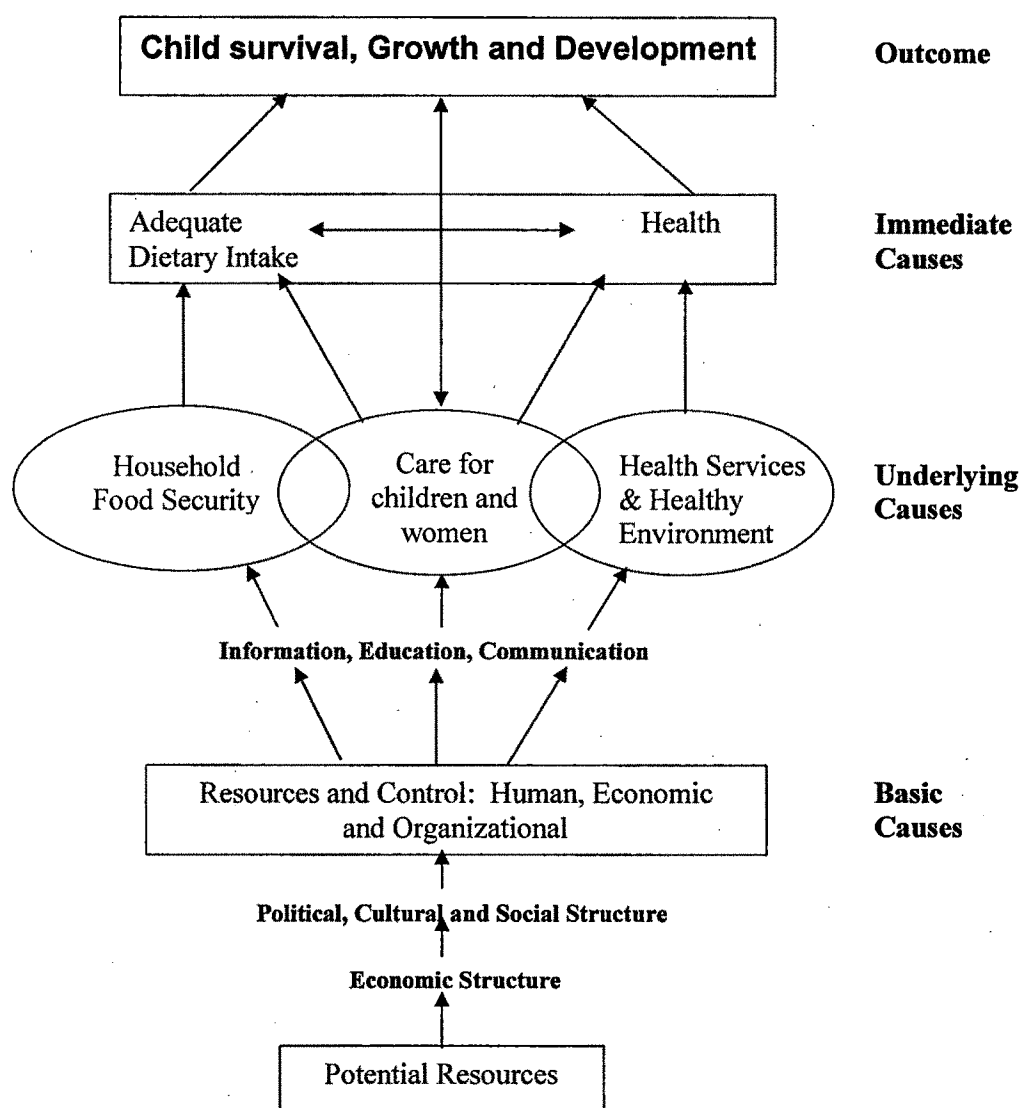 Child survival, Growth and Development
Outcome
Adequate
Dietary Intake
Health
Immediate
Causes
Household
Food Security
Care for
children and
women
Health Services
& Healthy
Environment
Underlying
Causes
Information, Education, Communication
Resources and Control: Human, Economic
and Organizational
Basic
Causes
Political, Cultural and Social Structure
Economic Structure
Potential Resources